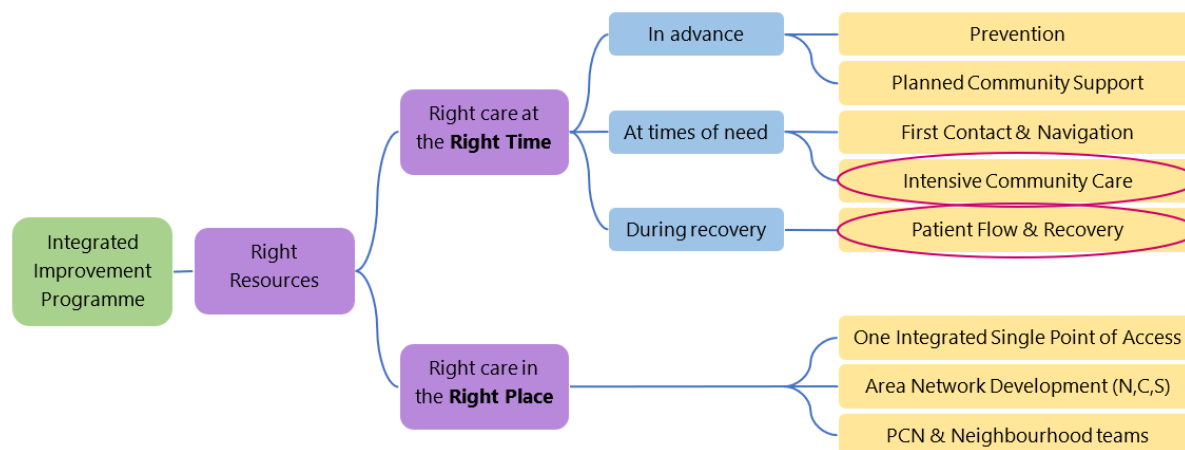 Integrated
Improvement
Programme
Right
Resources
Right care at
the Right Time
In advance
Prevention
Planned Community Support
At times of need
First Contact & Navigation
Intensive Community Care
During recovery
Patient Flow & Recovery
Right care in
the Right Place
One Integrated Single Point of Access
Area Network Development (N,C,S)
PCN & Neighbourhood teams